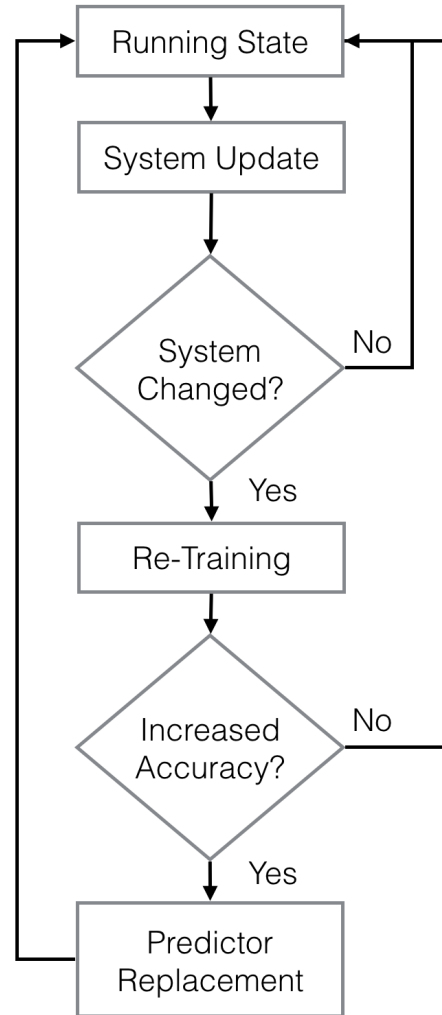 Running State
System Update
System
Changed?
No
Yes
Re-Training
Increased
Accuracy?
No
Yes
Predictor
Replacement